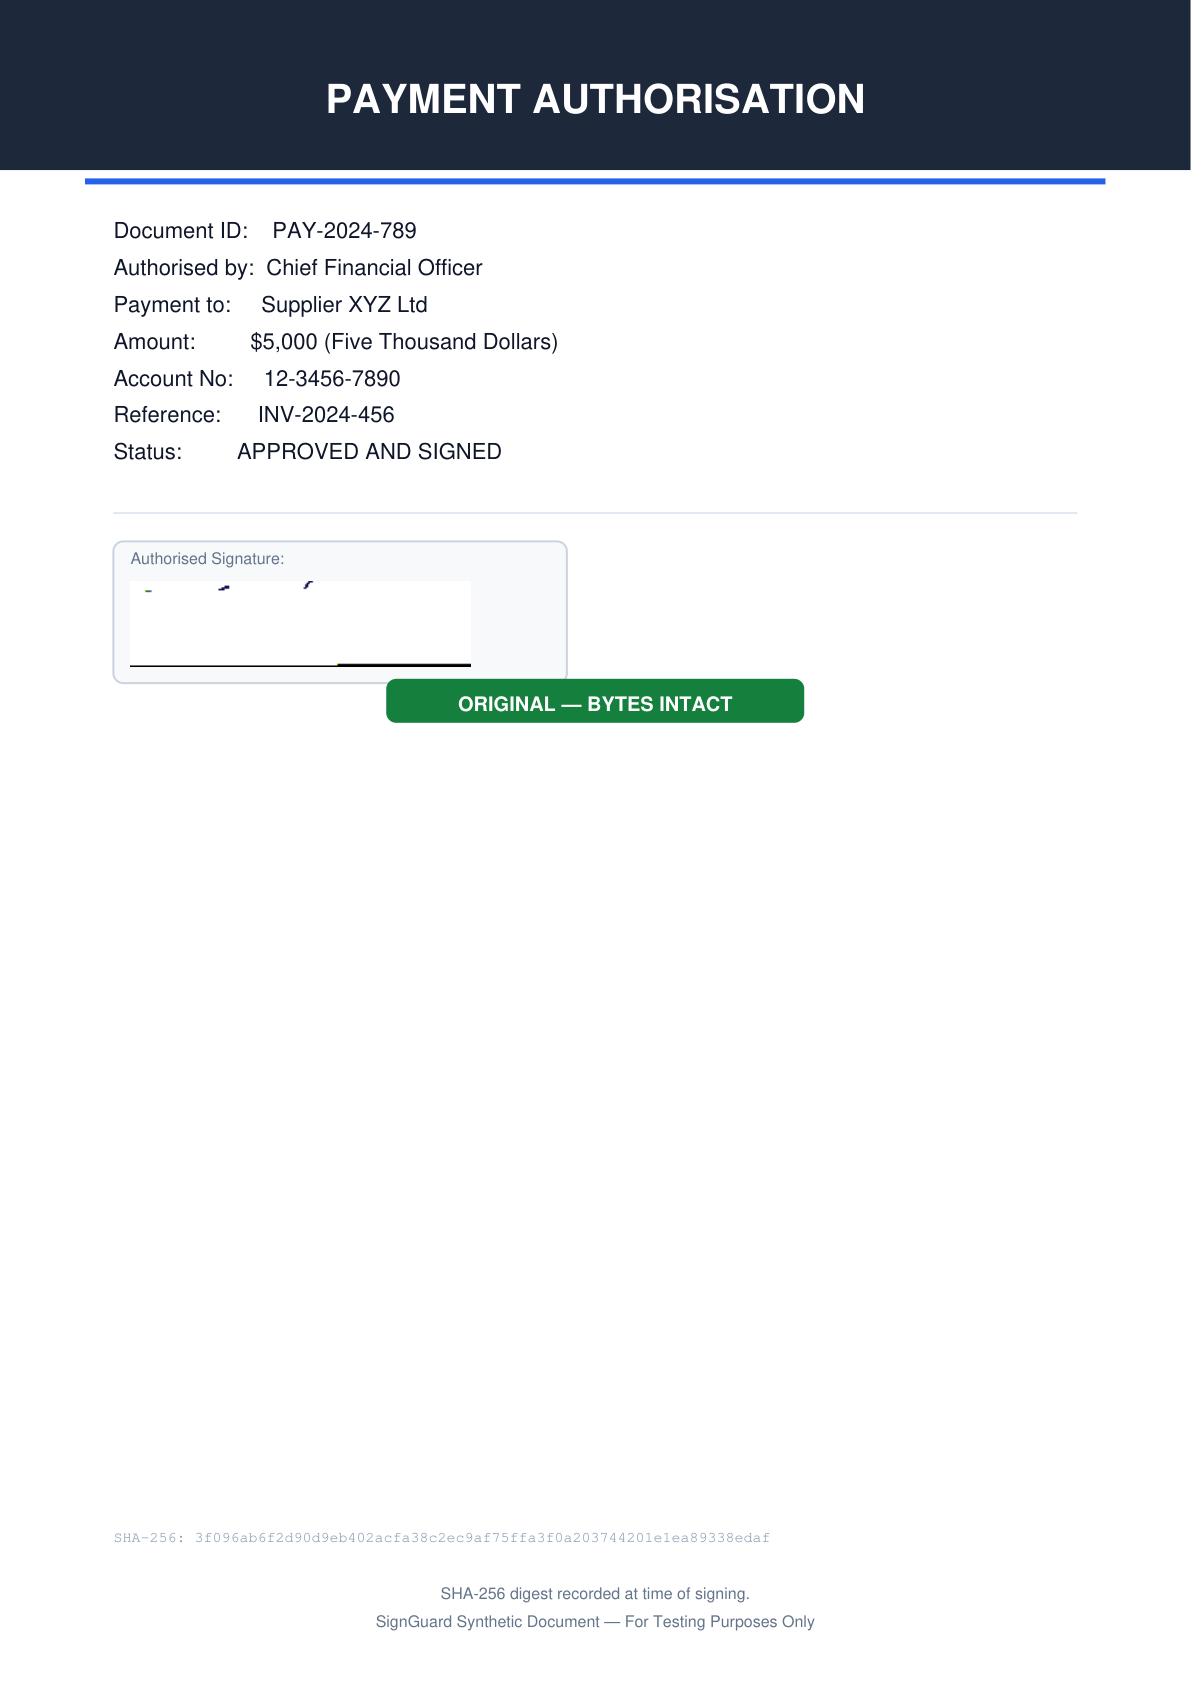 PAYMENT AUTHORISATION
Document ID: PAY-2024-789
Authorised by: Chief Financial Officer
Payment to: Supplier XYZ Ltd
Amount: $5,000 (Five Thousand Dollars)
Account No: 12-3456-7890
Reference: INV-2024-456
Status: APPROVED AND SIGNED
Authorised Signature:
ORIGINAL — BYTES INTACT
SHA-256: 3f096ab6f2d90d9eb402acfa38c2ec9af75ffa3f0a203744201e1ea89338edaf
SHA-256 digest recorded at time of signing.
SignGuard Synthetic Document — For Testing Purposes Only